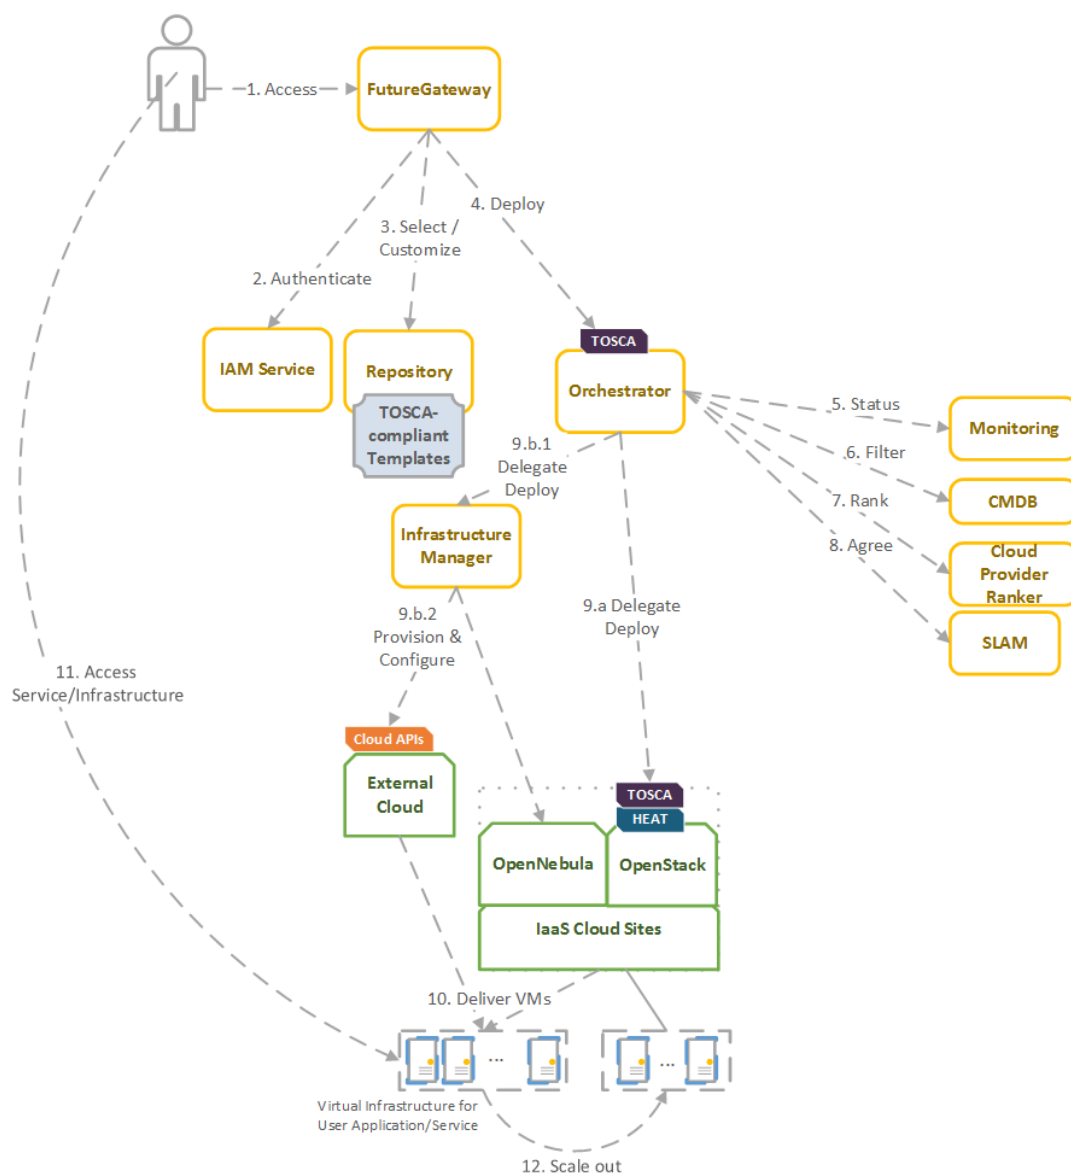 1. Access
FutureGateway
4. Deploy
3. Select /
Customize
2. Authenticate
IAM Service
Repository
TOSCA-
compliant
Templates
TOSCA
Orchestrator
5. Status
Monitoring
6. Filter
CMDB
7. Rank
Cloud
Provider
Ranker
8. Agree
SLAM
9.b.1
Delegate
Deploy
Infrastructure
Manager
9.b.2
Provision &
Configure
9.a Delegate
Deploy
11. Access
Service/Infrastructure
Cloud APIs
External
Cloud
TOSCA
HEAT
OpenNebula
OpenStack
IaaS Cloud Sites
10. Deliver VMs
...
...
Virtual Infrastructure for
User Application/Service
12. Scale out